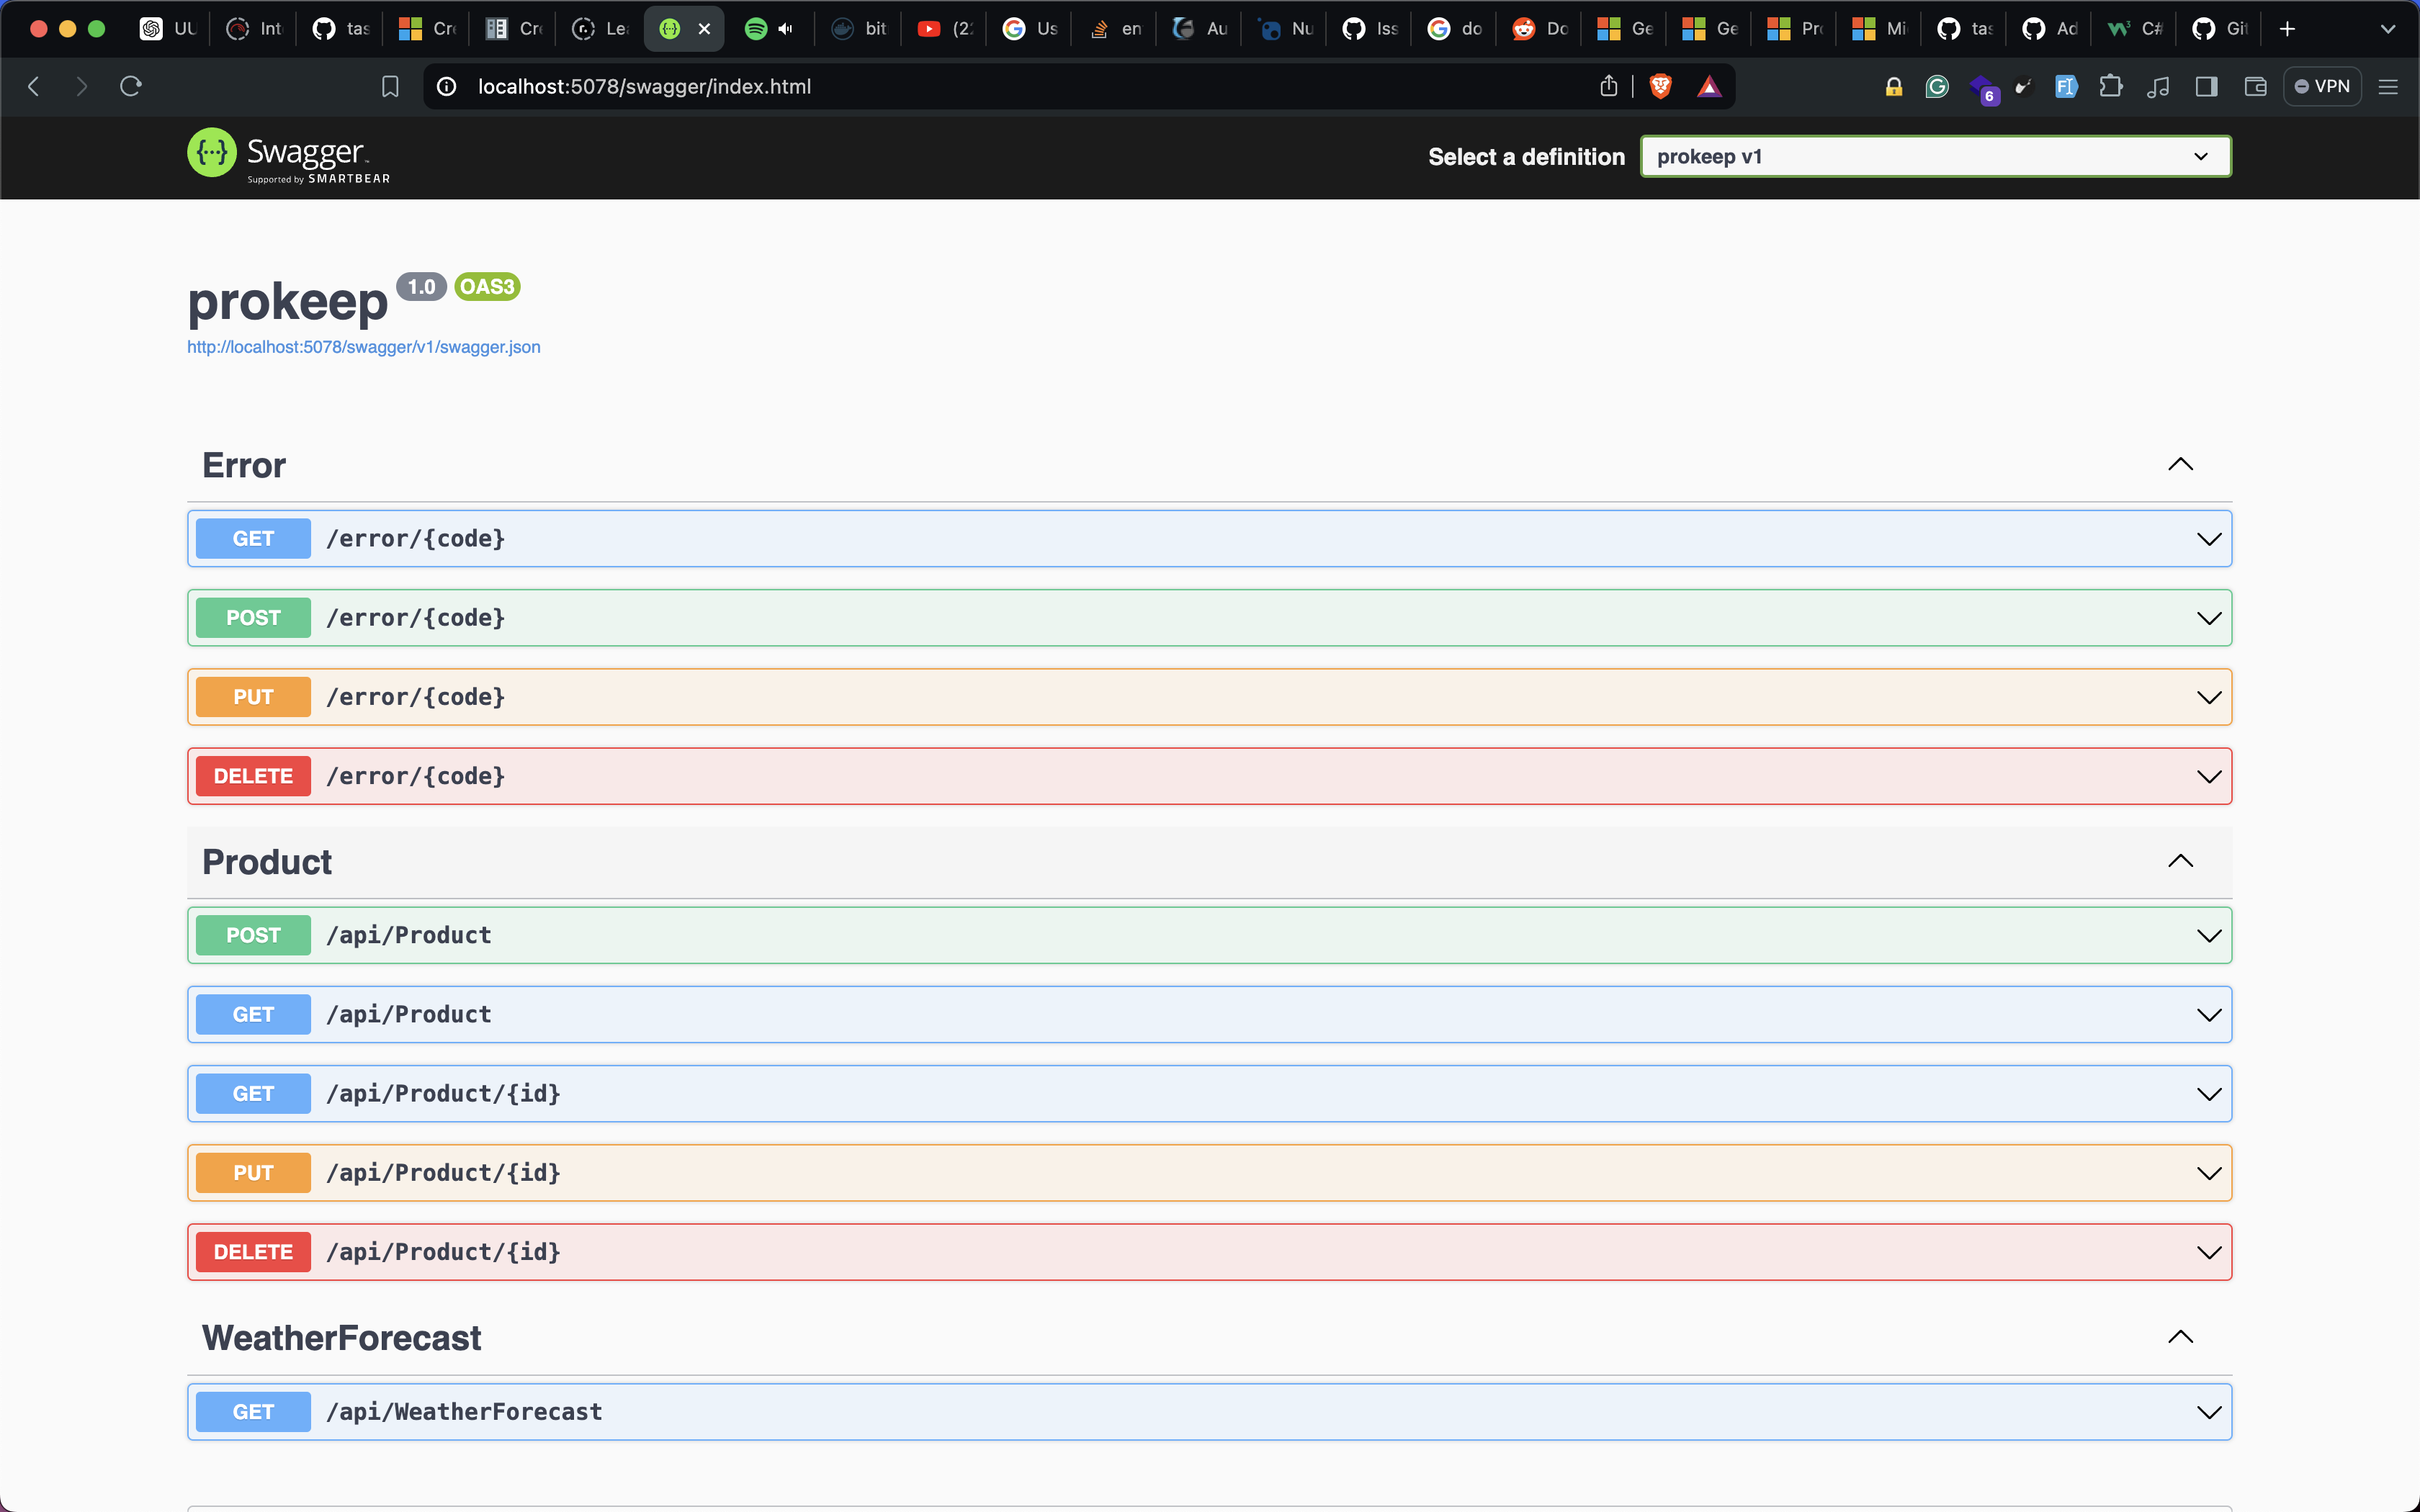 UU Int tas Cre Cre Lea (2: bit Us en Au Nu Iss do Do Ge Ge Pro Mi tas Ad C# Git
localhost:5078/swagger/index.html
6
VPN
Swagger
Supported by SMARTBEAR
Select a definition
prokeep v1
prokeep 1.0 OAS3
http://localhost:5078/swagger/v1/swagger.json
Error
GET /error/{code}
POST /error/{code}
PUT /error/{code}
DELETE /error/{code}
Product
POST /api/Product
GET /api/Product
GET /api/Product/{id}
PUT /api/Product/{id}
DELETE /api/Product/{id}
WeatherForecast
GET /api/WeatherForecast